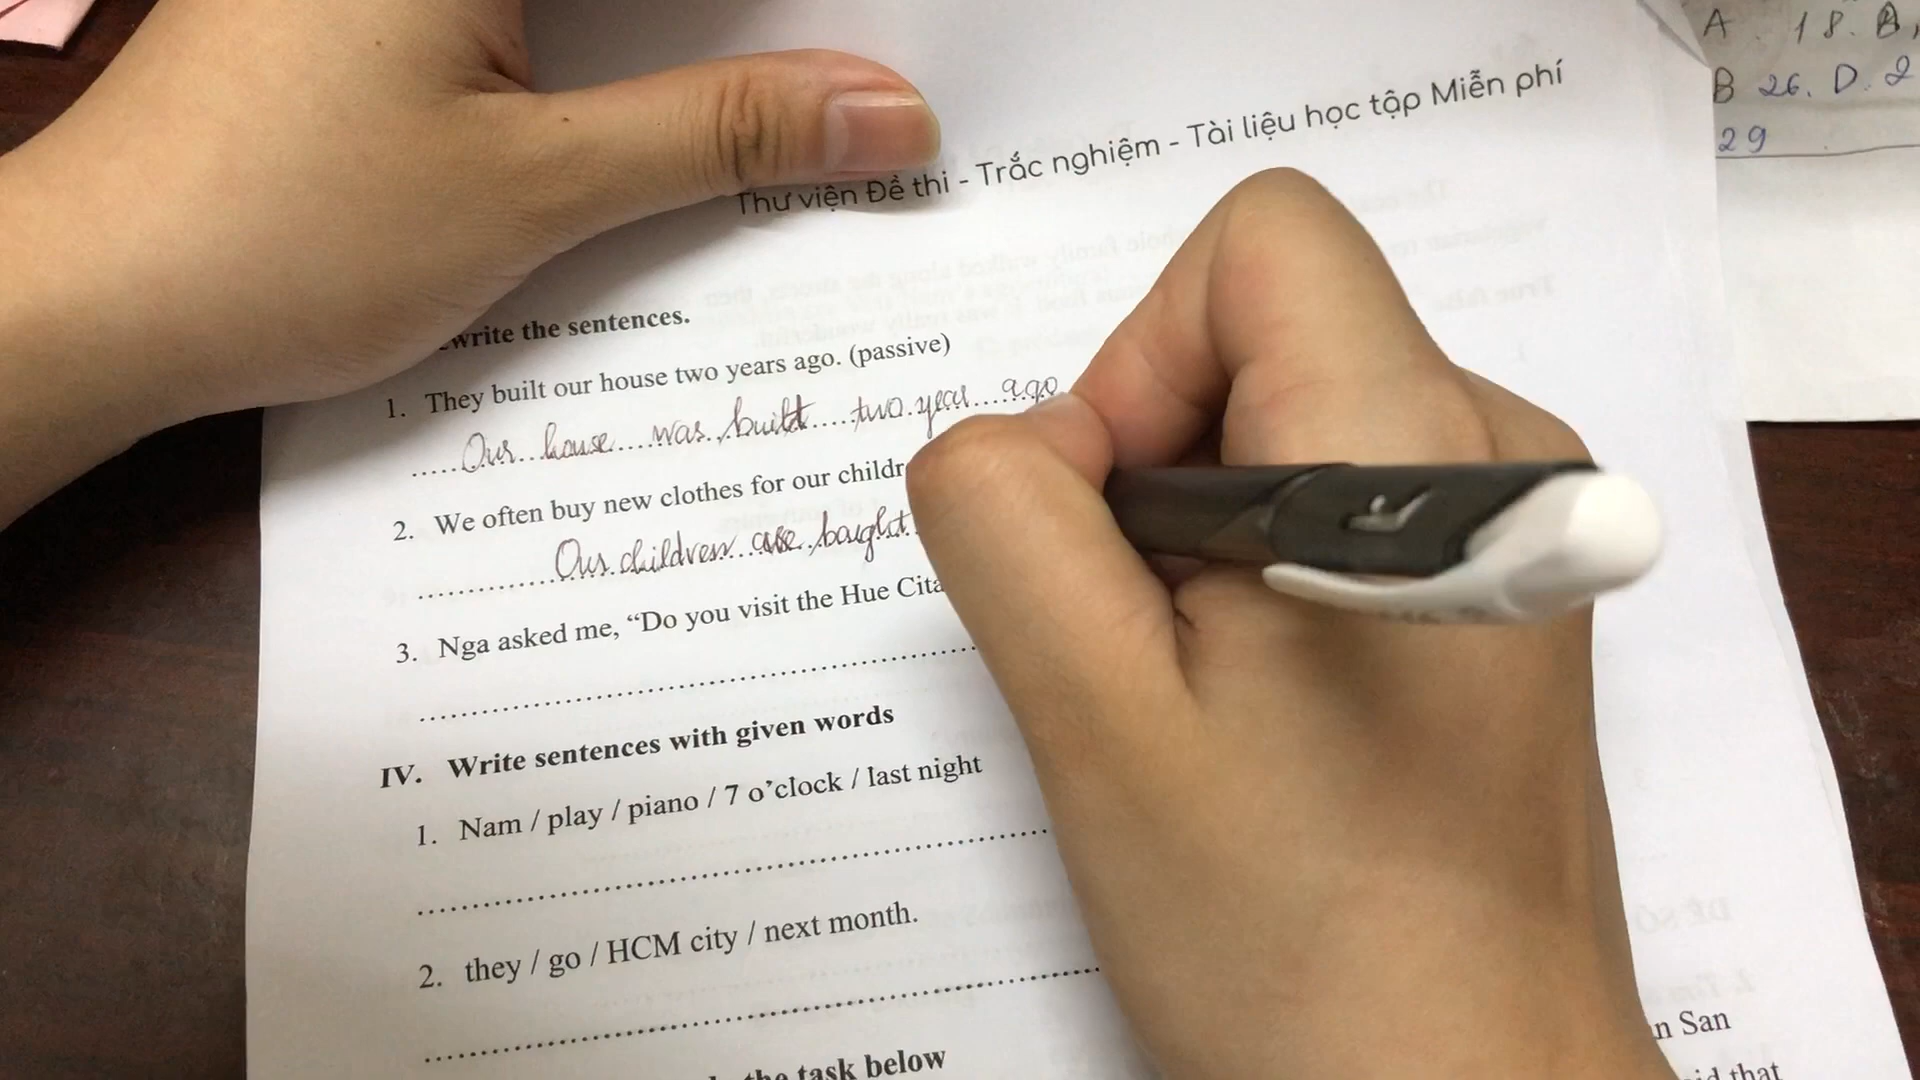 A . 18. A,
B 26. D. 2
29
Thư viện Đề thi - Trắc nghiệm - Tài liệu học tập Miễn phí
write the sentences.
1. They built our house two years ago. (passive)
.....Our..house....was..built.....two.year...ago
2. We often buy new clothes for our childr
.............Our.children..are.bought.
3. Nga asked me, “Do you visit the Hue Cita
IV. Write sentences with given words
1. Nam / play / piano / 7 o’clock / last night
2. they / go / HCM city / next month.
the task below
n San
id that